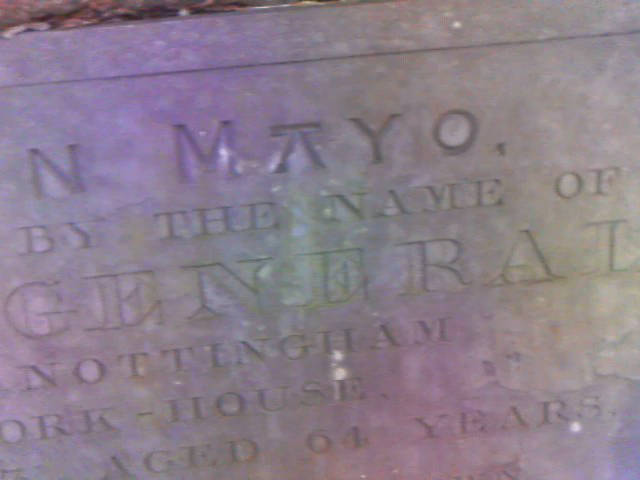 N MAYO,
BY THE NAME OF
GENERAL
NOTTINGHAM
ORK-HOUSE.
AGED 64 YEARS.